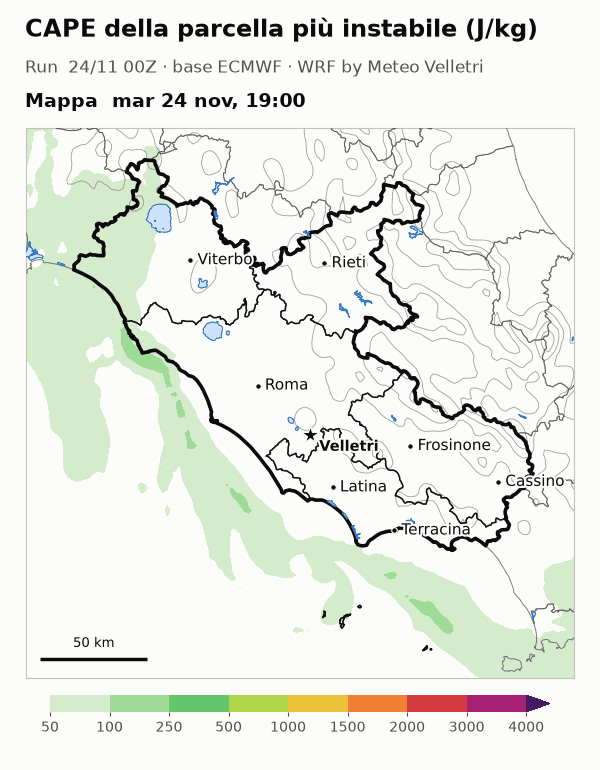 CAPE della parcella più instabile (J/kg)
Run  24/11 00Z · base ECMWF · WRF by Meteo Velletri
Mappa  mar 24 nov, 19:00
Viterbo
Rieti
Roma
Velletri
Frosinone
Latina
Cassino
Terracina
50 km
50 100 250 500 1000 1500 2000 3000 4000